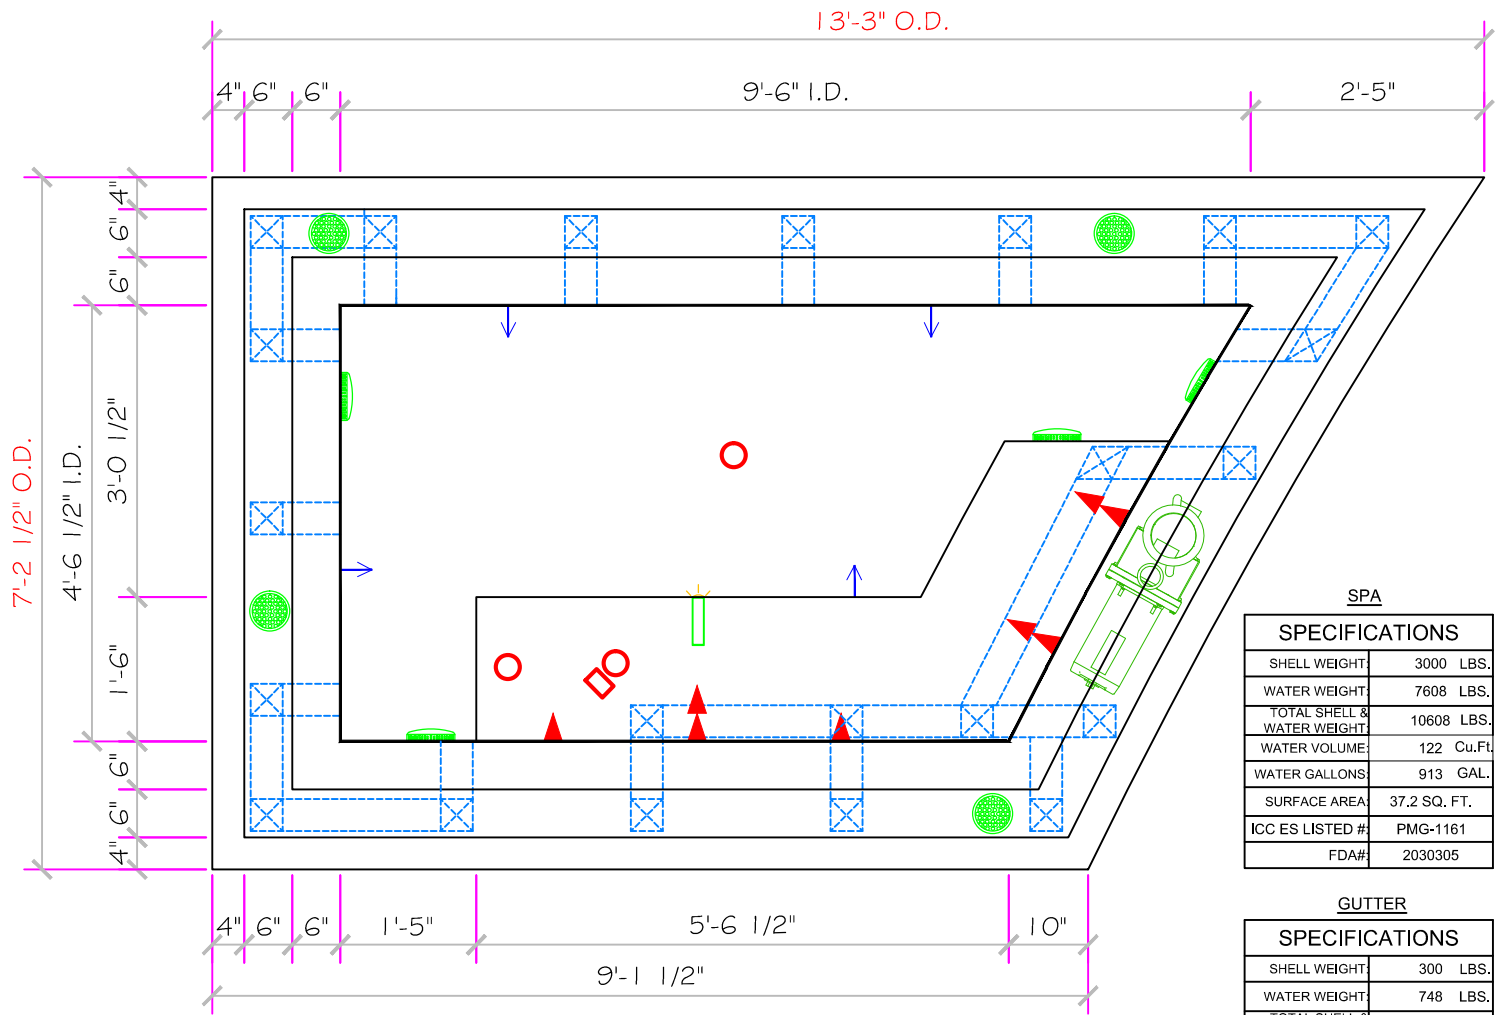 13'-3" O.D.
4" 6" 6" 9'-6" I.D. 2'-5"
4"
6"
6"
7'-2 1/2" O.D.
4'-6 1/2" I.D.
3'-0 1/2"
1'-6"
6"
6"
4"
4" 6" 6" 1'-5" 5'-6 1/2" 10"
9'-1 1/2"
SPA
SPECIFICATIONS
SHELL WEIGHT: 3000 LBS.
WATER WEIGHT: 7608 LBS.
TOTAL SHELL &
WATER WEIGHT: 10608 LBS.
WATER VOLUME: 122 Cu.Ft.
WATER GALLONS: 913 GAL.
SURFACE AREA: 37.2 SQ. FT.
ICC ES LISTED #: PMG-1161
FDA#: 2030305
GUTTER
SPECIFICATIONS
SHELL WEIGHT: 300 LBS.
WATER WEIGHT: 748 LBS.
TOTAL SHELL &